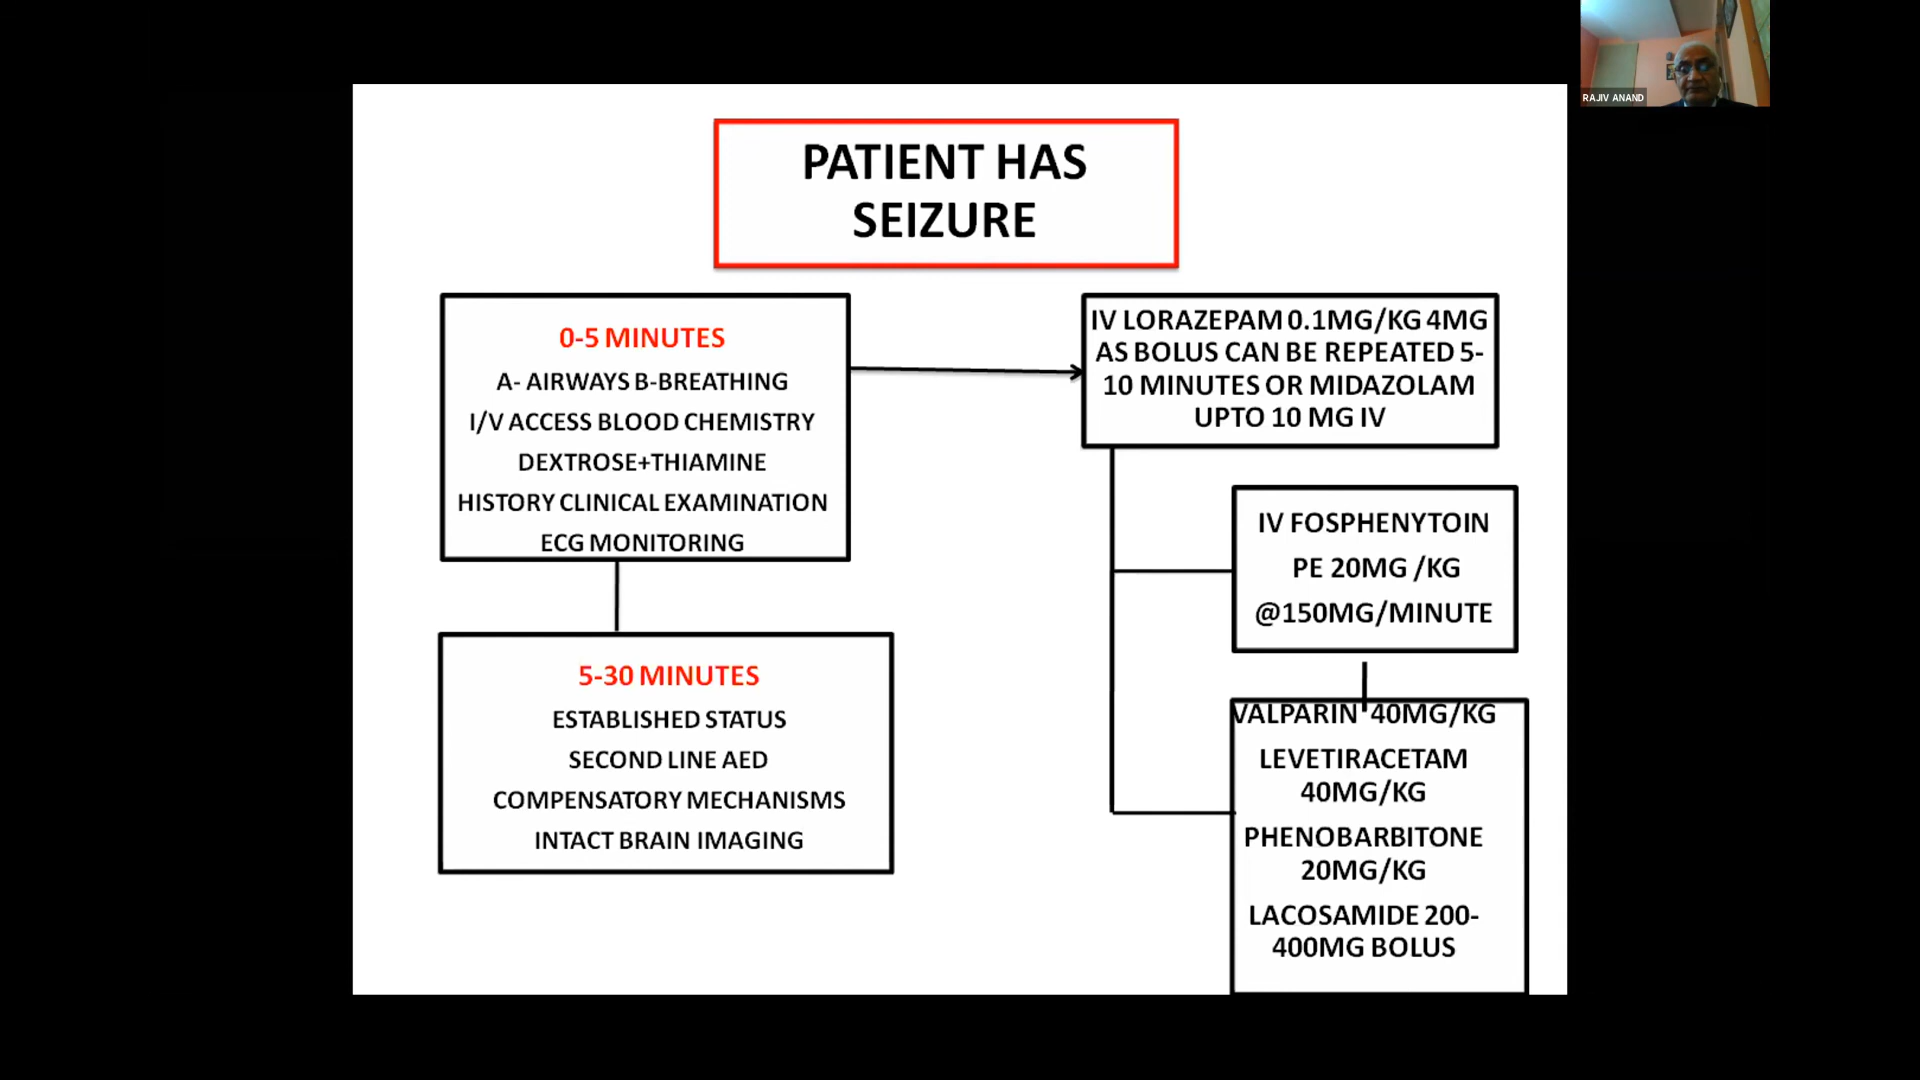 RAJIV ANAND
PATIENT HAS
SEIZURE
0-5 MINUTES
A- AIRWAYS B-BREATHING
I/V ACCESS BLOOD CHEMISTRY
DEXTROSE+THIAMINE
HISTORY CLINICAL EXAMINATION
ECG MONITORING
IV LORAZEPAM 0.1MG/KG 4MG
AS BOLUS CAN BE REPEATED 5-
10 MINUTES OR MIDAZOLAM
UPTO 10 MG IV
IV FOSPHENYTOIN
PE 20MG /KG
@150MG/MINUTE
5-30 MINUTES
ESTABLISHED STATUS
SECOND LINE AED
COMPENSATORY MECHANISMS
INTACT BRAIN IMAGING
VALPARIN 40MG/KG
LEVETIRACETAM
40MG/KG
PHENOBARBITONE
20MG/KG
LACOSAMIDE 200-
400MG BOLUS